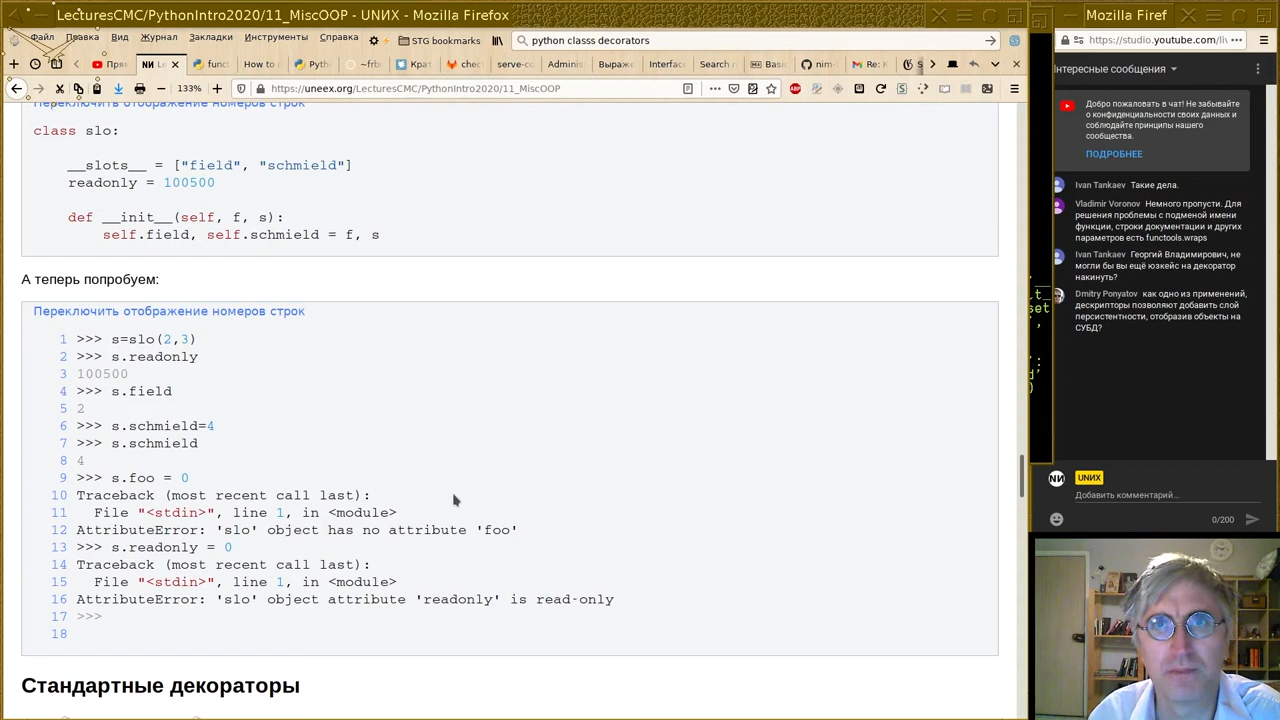 LecturesCMC/PythonIntro2020/11_MiscOOP - UNИX - Mozilla Firefox
Файл Правка Вид Журнал Закладки Инструменты Справка
STG bookmarks
python classs decorators
133%
https://uneex.org/LecturesCMC/PythonIntro2020/11_MiscOOP
Переключить отображение номеров строк
class slo:
__slots__ = ["field", "schmield"]
readonly = 100500
def __init__(self, f, s):
self.field, self.schmield = f, s
А теперь попробуем:
Переключить отображение номеров строк
1 >>> s=slo(2,3)
2 >>> s.readonly
3 100500
4 >>> s.field
5 2
6 >>> s.schmield=4
7 >>> s.schmield
8 4
9 >>> s.foo = 0
10 Traceback (most recent call last):
11 File "<stdin>", line 1, in <module>
12 AttributeError: 'slo' object has no attribute 'foo'
13 >>> s.readonly = 0
14 Traceback (most recent call last):
15 File "<stdin>", line 1, in <module>
16 AttributeError: 'slo' object attribute 'readonly' is read-only
17 >>>
18
Стандартные декораторы
Mozilla Firef
https://studio.youtube.com/li
нтересные сообщения
Добро пожаловать в чат! Не забывайте
о конфиденциальности своих данных и
соблюдайте принципы нашего
сообщества.
ПОДРОБНЕЕ
Ivan Tankaev Такие дела.
Vladimir Voronov Немного пропусти. Для
решения проблемы с подменой имени
функции, строки документации и других
параметров есть functools.wraps
Ivan Tankaev Георгий Владимирович, не
могли бы вы ещё юзкейс на декоратор
накинуть?
Dmitry Ponyatov как одно из применений,
дескрипторы позволяют добавить слой
персистентности, отобразив объекты на
СУБД?
UNИX
Добавить комментарий...
0/200